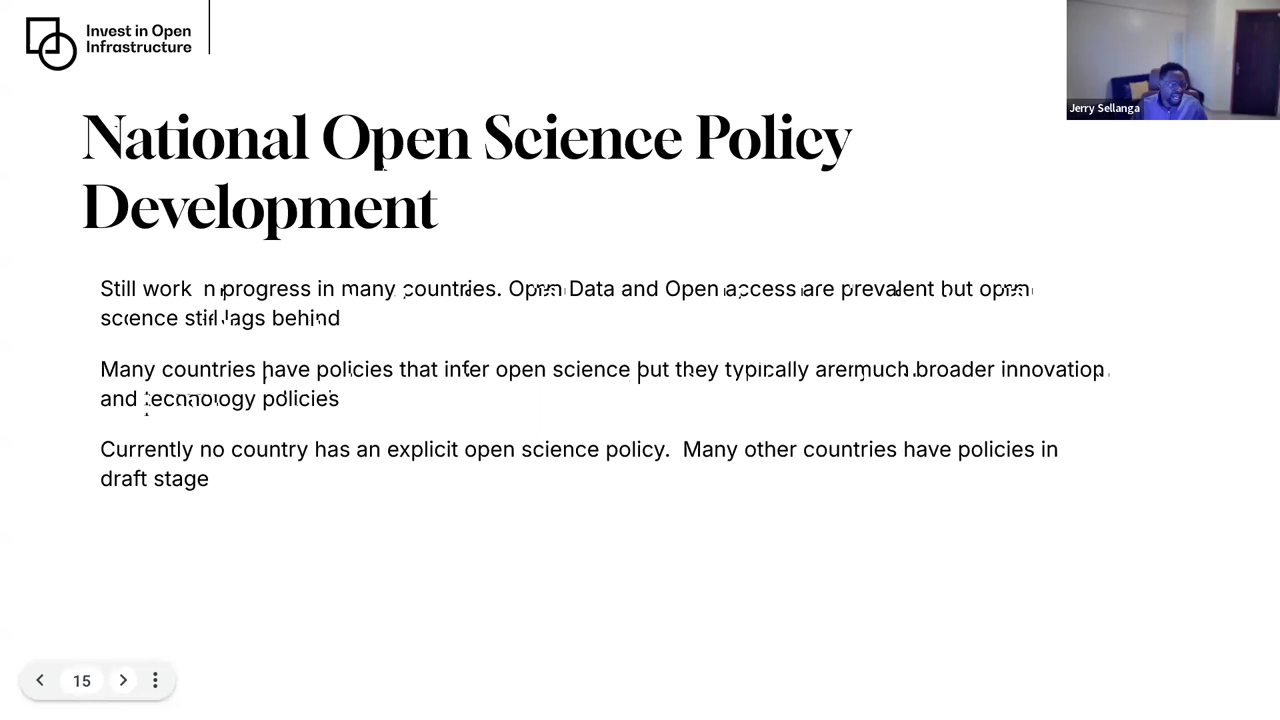 Invest in Open
Infrastructure
Jerry Sellanga
National Open Science Policy
Development
Still work n progress in many countries. Open Data and Open access are prevalent but open
science still lags behind
Many countries have policies that infer open science but they typically are much broader innovation
and technology policies
Currently no country has an explicit open science policy. Many other countries have policies in
draft stage
15